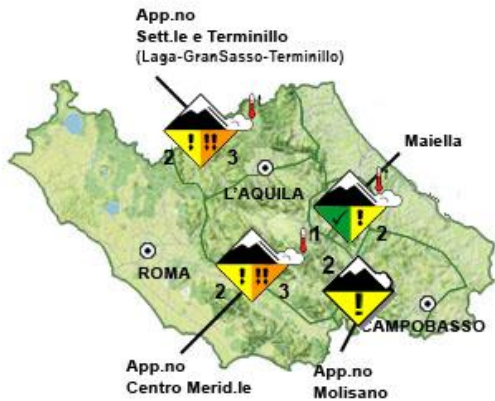 App.no
Sett.le e Terminillo
(Laga-GranSasso-Terminillo)
! !!
2 3
Maiella
L'AQUILA
!
1 2
ROMA
! !!
2 3
2
!
CAMPOBASSO
App.no
Centro Merid.le
App.no
Molisano